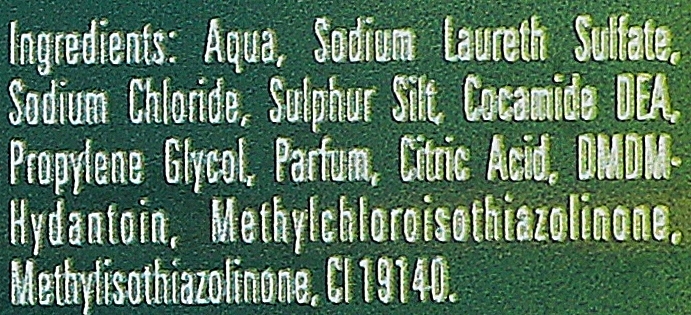 Ingredients: Aqua, Sodium Laureth Sulfate,
Sodium Chloride, Sulphur Silt, Cocamide DEA,
Propylene Glycol, Parfum, Citric Acid, DMDM-
Hydantoin, Methylchloroisothiazolinone,
Methylisothiazolinone, CI 19140.